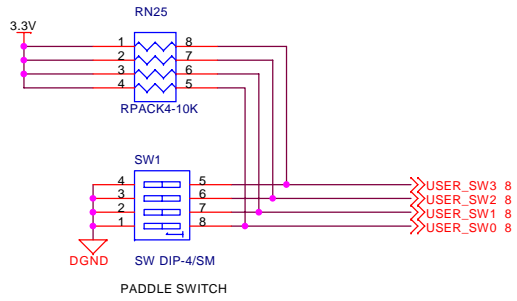 RN25
3.3V
1 8
2 7
3 6
4 5
RPACK4-10K
SW1
4 5 USER_SW3 8
3 6 USER_SW2 8
2 7 USER_SW1 8
1 8 USER_SW0 8
DGND SW DIP-4/SM
PADDLE SWITCH